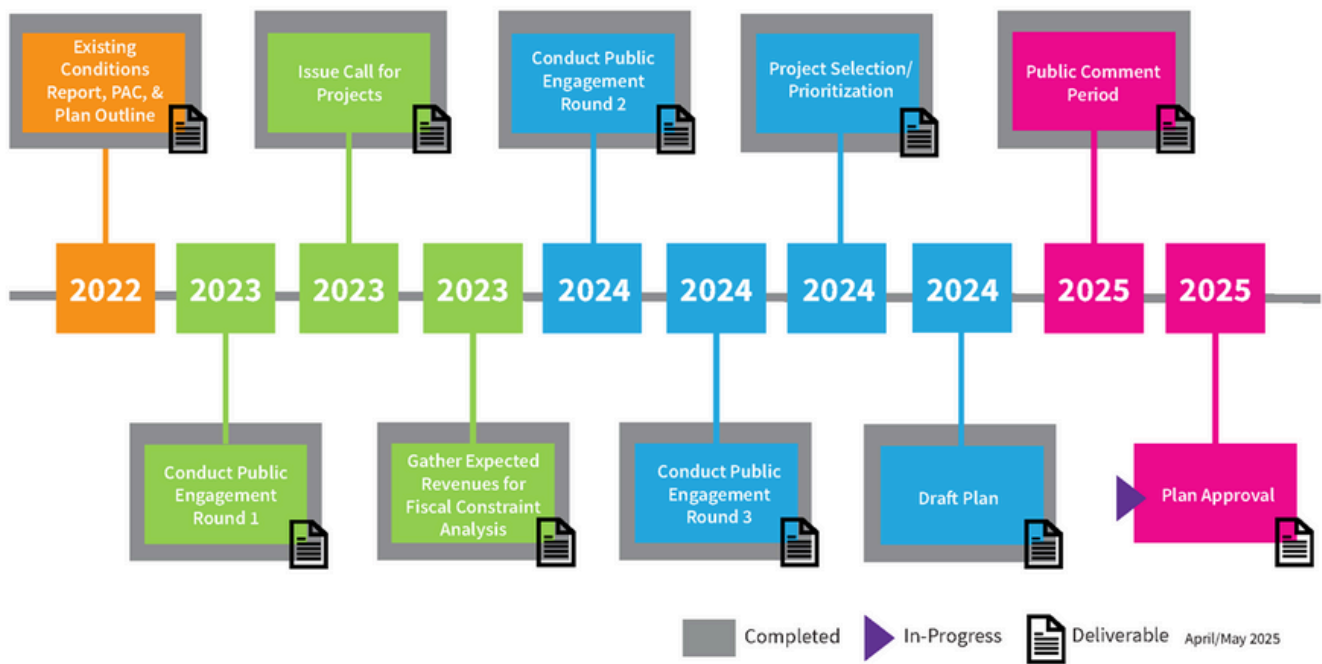 Existing
Conditions
Report, PAC, &
Plan Outline
Issue Call for
Projects
Conduct Public
Engagement
Round 2
Project Selection/
Prioritization
Public Comment
Period
2022
2023
2023
2023
2024
2024
2024
2024
2025
2025
Conduct Public
Engagement
Round 1
Gather Expected
Revenues for
Fiscal Constraint
Analysis
Conduct Public
Engagement
Round 3
Draft Plan
Plan Approval
Completed
In-Progress
Deliverable
April/May 2025